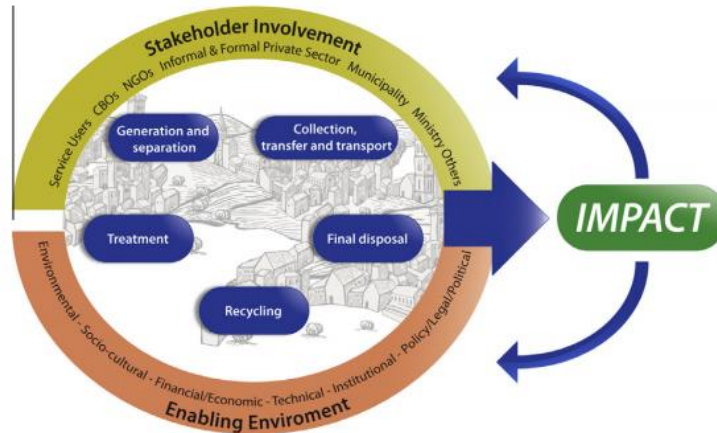 Stakeholder Involvement
Service Users CBOs NGOs Informal & Formal Private Sector Municipality Ministry Others
Generation and
separation
Collection,
transfer and transport
Treatment
Final disposal
Recycling
IMPACT
Environmental - Socio-cultural - Financial/Economic - Technical - Institutional - Policy/Legal/Political
Enabling Enviroment